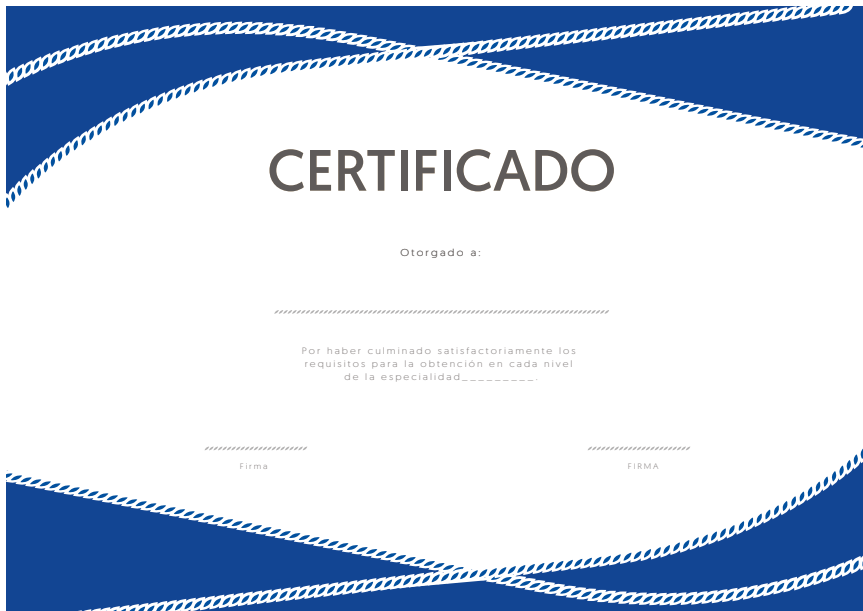 CERTIFICADO
Otorgado a:
Por haber culminado satisfactoriamente los
requisitos para la obtención en cada nivel
de la especialidad_________.
Firma
FIRMA